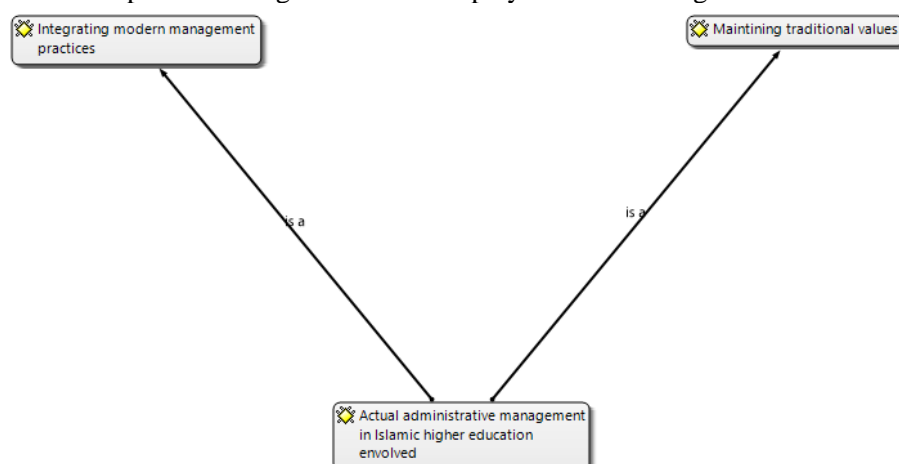 Integrating modern management
practices
Maintining traditional values
is a
is a
Actual administrative management
in Islamic higher education
envolved